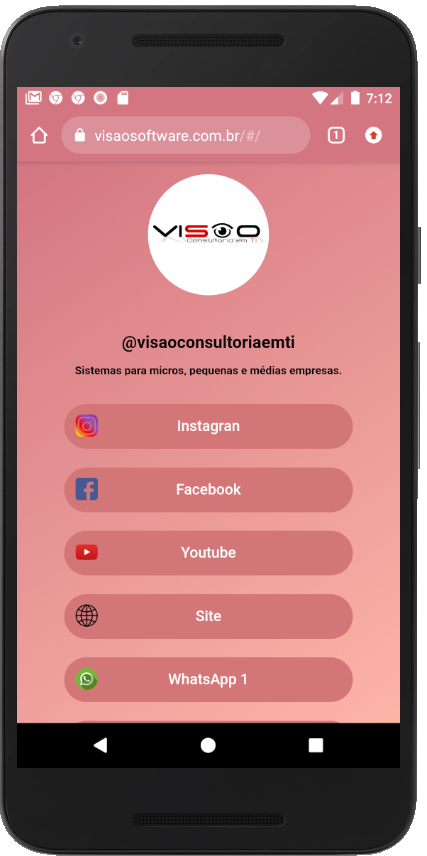 7:12
visaosoftware.com.br/#/
1
VISÃO
Consultoria em TI
@visaoconsultoriaemti
Sistemas para micros, pequenas e médias empresas.
Instagran
Facebook
Youtube
Site
WhatsApp 1